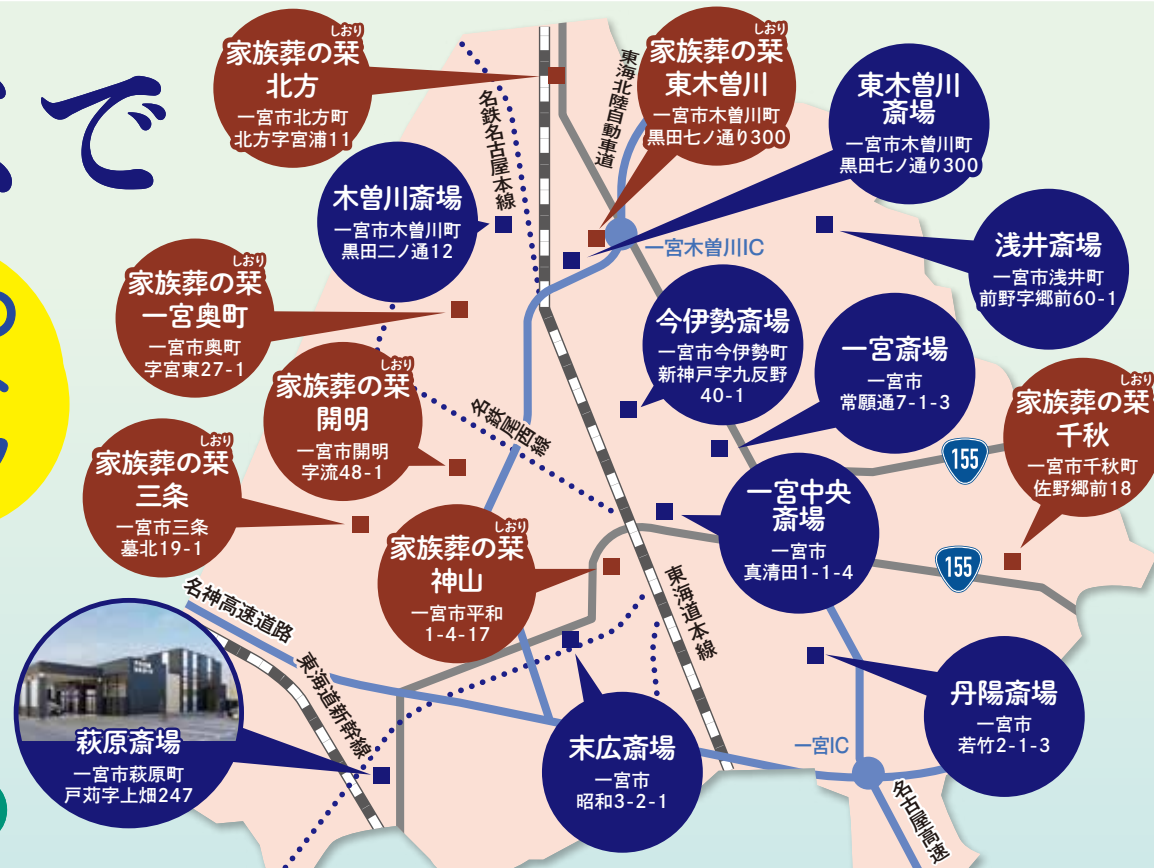 で
家族葬の栞
しおり
北方
一宮市北方町
北方字宮浦11
家族葬の栞
しおり
東木曽川
一宮市木曽川町
黒田七ノ通り300
東木曽川
斎場
一宮市木曽川町
黒田七ノ通り300
東海北陸自動車道
名鉄名古屋本線
木曽川斎場
一宮市木曽川町
黒田二ノ通12
浅井斎場
一宮市浅井町
前野字郷前60-1
一宮木曽川IC
家族葬の栞
しおり
一宮奥町
一宮市奥町
字宮東27-1
今伊勢斎場
一宮市今伊勢町
新神戸字九反野
40-1
一宮斎場
一宮市
常願通7-1-3
家族葬の栞
しおり
開明
一宮市開明
字流48-1
名鉄尾西線
家族葬の栞
しおり
千秋
一宮市千秋町
佐野郷前18
155
家族葬の栞
しおり
三条
一宮市三条
墓北19-1
一宮中央
斎場
一宮市
真清田1-1-4
家族葬の栞
しおり
神山
一宮市平和
1-4-17
155
東海道本線
名神高速道路
東海道新幹線
萩原斎場
一宮市萩原町
戸苅字上畑247
末広斎場
一宮市
昭和3-2-1
丹陽斎場
一宮市
若竹2-1-3
一宮IC
名古屋高速